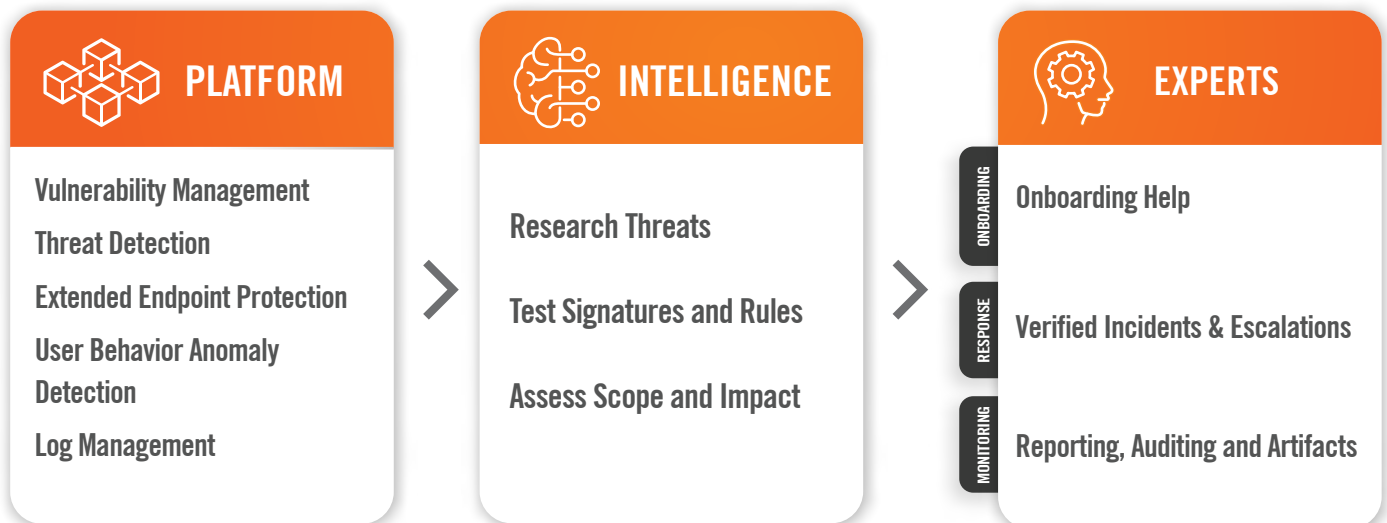 PLATFORM
Vulnerability Management
Threat Detection
Extended Endpoint Protection
User Behavior Anomaly
Detection
Log Management
INTELLIGENCE
Research Threats
Test Signatures and Rules
Assess Scope and Impact
EXPERTS
ONBOARDING
Onboarding Help
RESPONSE
Verified Incidents & Escalations
MONITORING
Reporting, Auditing and Artifacts